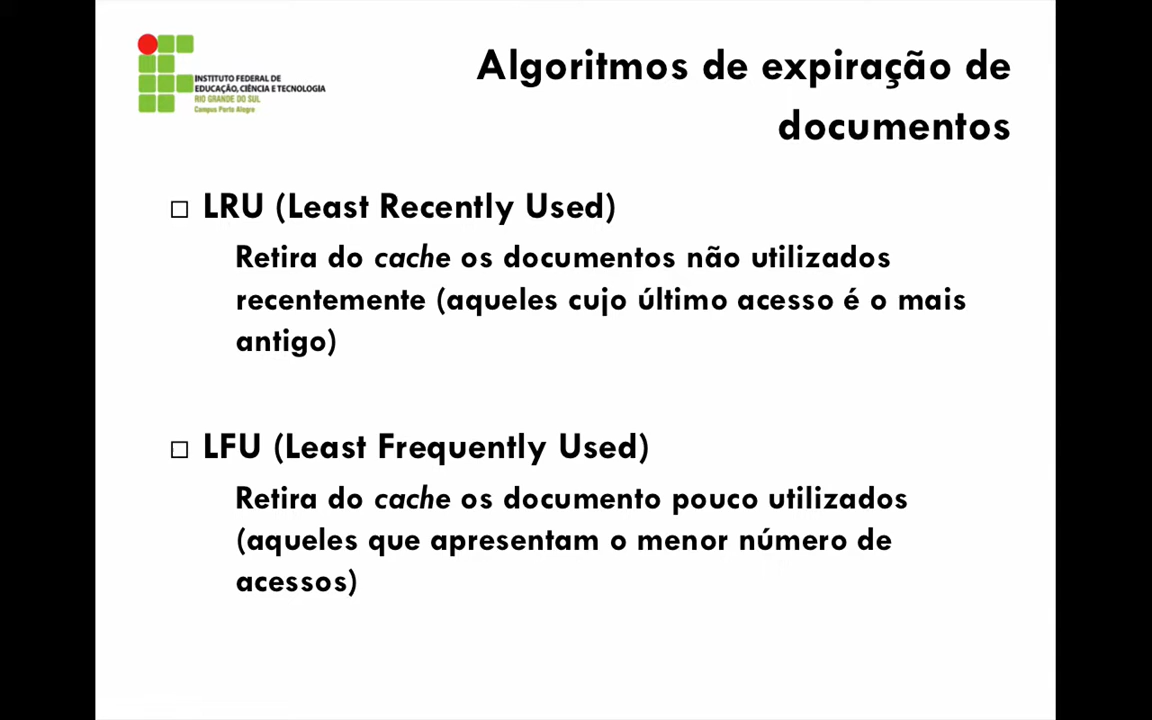 INSTITUTO FEDERAL DE
EDUCAÇÃO, CIÊNCIA E TECNOLOGIA
RIO GRANDE DO SUL
Campus Porto Alegre
Algoritmos de expiração de
documentos
LRU (Least Recently Used)
Retira do cache os documentos não utilizados
recentemente (aqueles cujo último acesso é o mais
antigo)
LFU (Least Frequently Used)
Retira do cache os documento pouco utilizados
(aqueles que apresentam o menor número de
acessos)